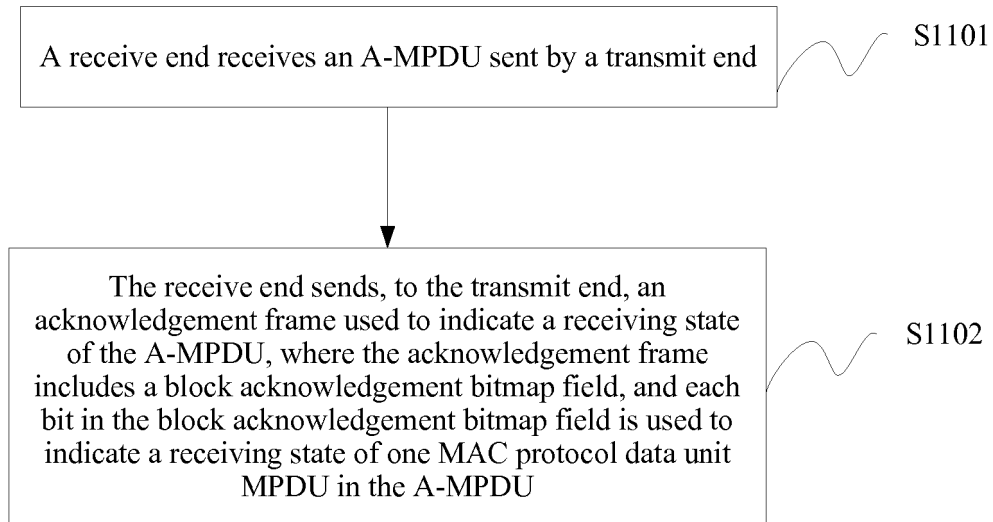 A receive end receives an A-MPDU sent by a transmit end
S1101
The receive end sends, to the transmit end, an
acknowledgement frame used to indicate a receiving state
of the A-MPDU, where the acknowledgement frame
includes a block acknowledgement bitmap field, and each
bit in the block acknowledgement bitmap field is used to
indicate a receiving state of one MAC protocol data unit
MPDU in the A-MPDU
S1102